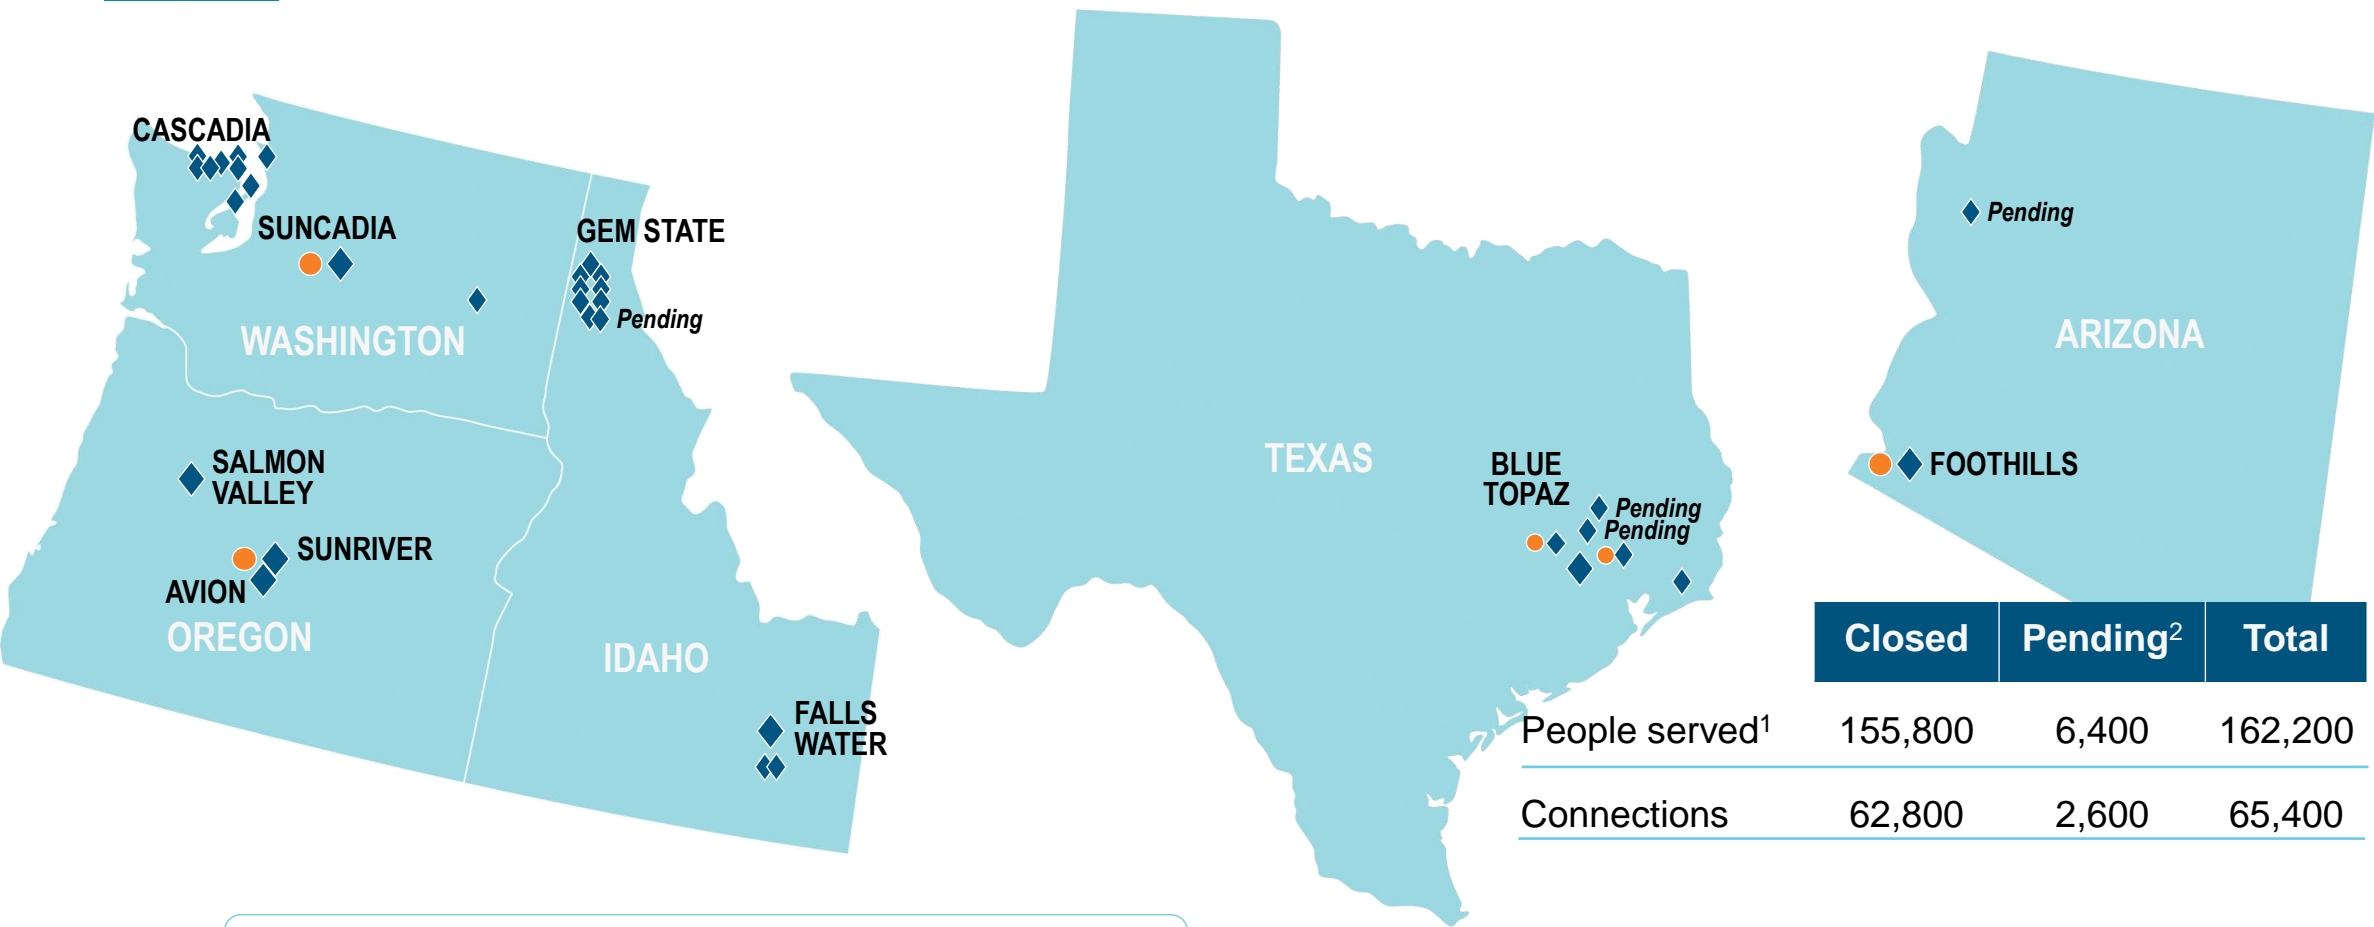 CASCADIA
SUNCADIA
GEM STATE
Pending
WASHINGTON
SALMON
VALLEY
SUNRIVER
AVION
OREGON
IDAHO
FALLS
WATER
TEXAS
BLUE
TOPAZ
Pending
Pending
Pending
ARIZONA
FOOTHILLS
Closed Pending² Total
People served¹ 155,800 6,400 162,200
Connections 62,800 2,600 65,400